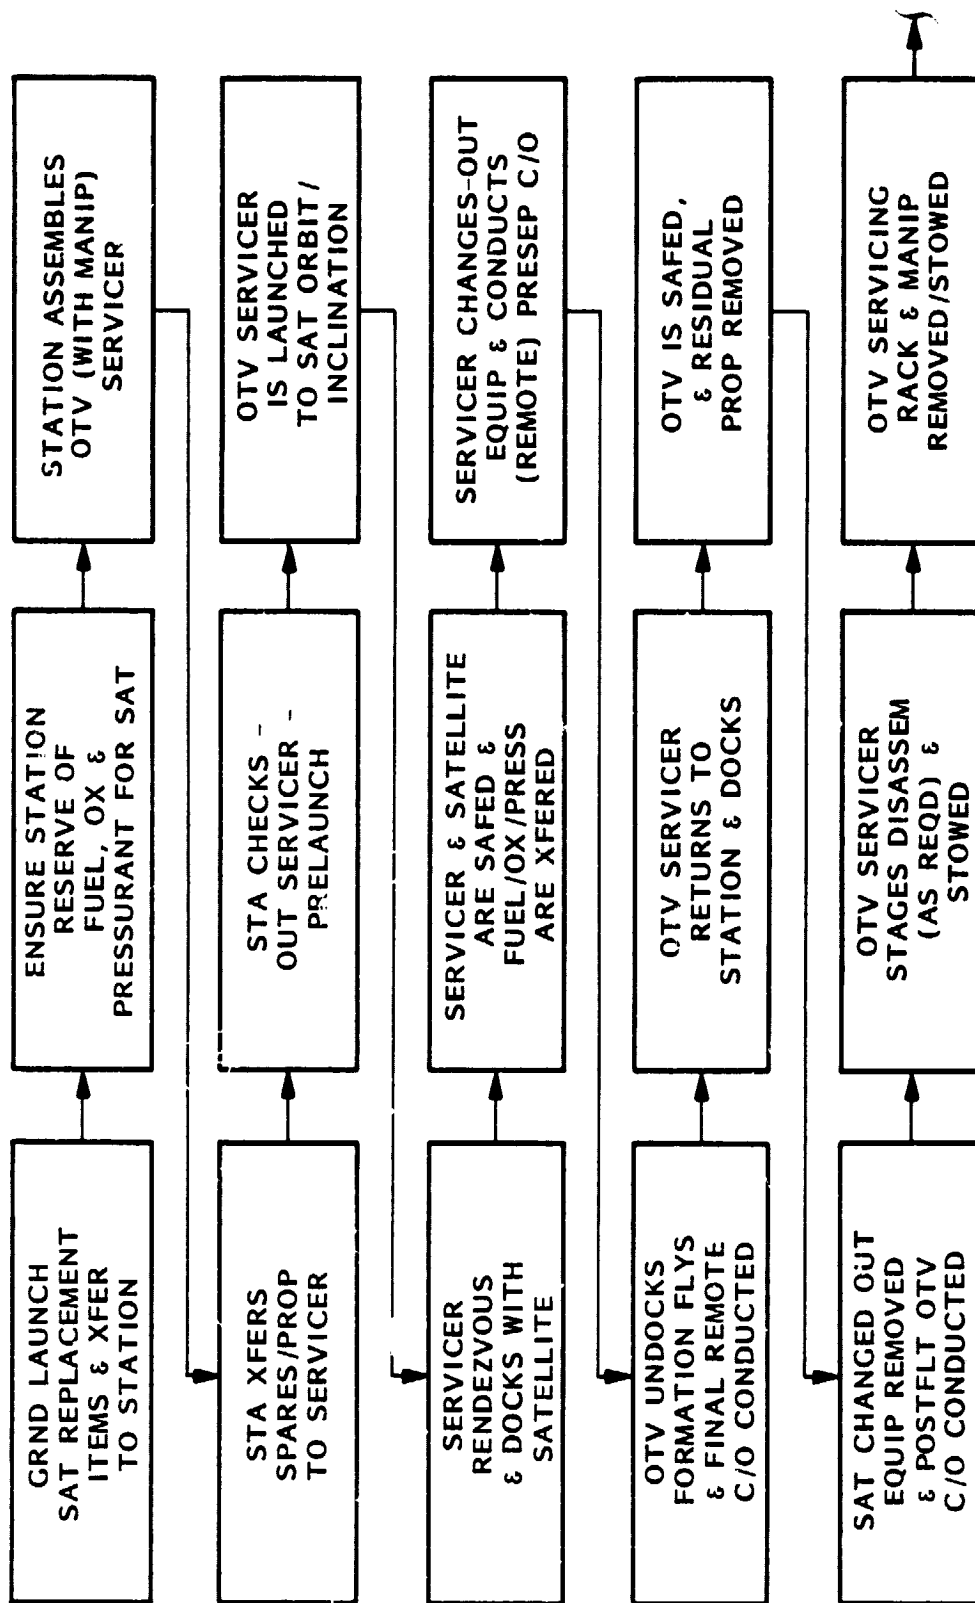 GRND LAUNCH
SAT REPLACEMENT
ITEMS & XFER
TO STATION
ENSURE STATION
RESERVE OF
FUEL, OX &
PRESSURANT FOR SAT
STATION ASSEMBLES
OTV (WITH MANIP)
SERVICER
STA XFERS
SPARES/PROP
TO SERVICER
STA CHECKS –
OUT SERVICER –
PRELAUNCH
OTV SERVICER
IS LAUNCHED
TO SAT ORBIT/
INCLINATION
SERVICER
RENDEZVOUS
& DOCKS WITH
SATELLITE
SERVICER & SATELLITE
ARE SAFED &
FUEL/OX/PRESS
ARE XFERED
SERVICER CHANGES-OUT
EQUIP & CONDUCTS
(REMOTE) PRESEP C/O
OTV UNDOCKS
FORMATION FLYS
& FINAL REMOTE
C/O CONDUCTED
OTV SERVICER
RETURNS TO
STATION & DOCKS
OTV IS SAFED,
& RESIDUAL
PROP REMOVED
SAT CHANGED OUT
EQUIP REMOVED
& POSTFLT OTV
C/O CONDUCTED
OTV SERVICER
STAGES DISASSEM
(AS REQD) &
STOWED
OTV SERVICING
RACK & MANIP
REMOVED/STOWED